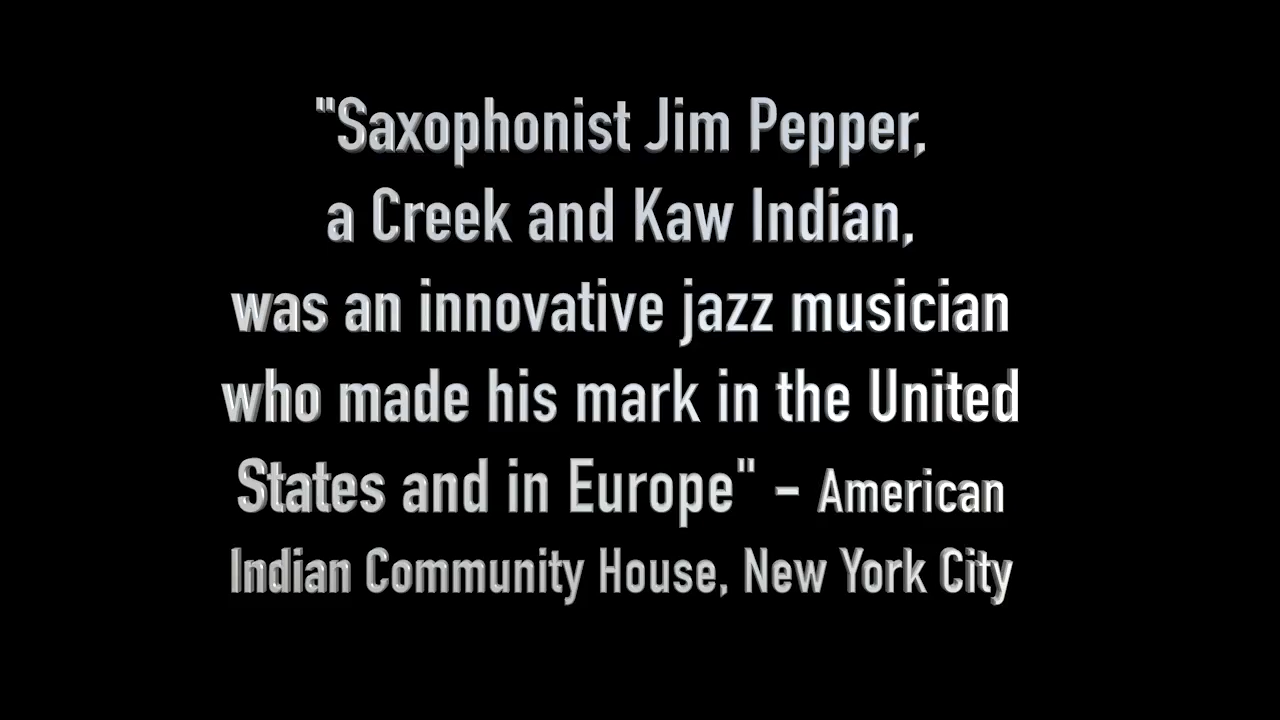 "Saxophonist Jim Pepper,
a Creek and Kaw Indian,
was an innovative jazz musician
who made his mark in the United
States and in Europe" – American
Indian Community House, New York City